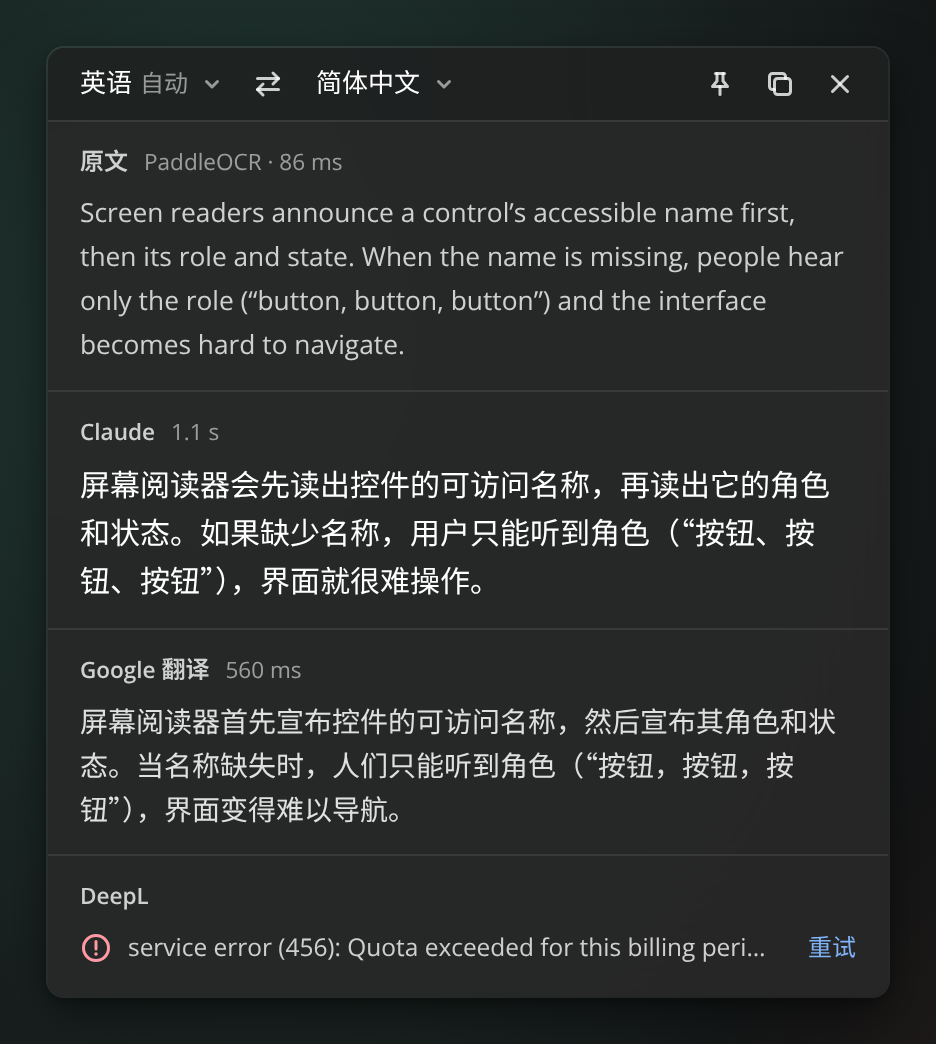 英语 自动 简体中文
原文 PaddleOCR · 86 ms
Screen readers announce a control’s accessible name first,
then its role and state. When the name is missing, people hear
only the role (“button, button, button”) and the interface
becomes hard to navigate.
Claude 1.1 s
屏幕阅读器会先读出控件的可访问名称，再读出它的角色
和状态。如果缺少名称，用户只能听到角色（“按钮、按
钮、按钮”），界面就很难操作。
Google 翻译 560 ms
屏幕阅读器首先宣布控件的可访问名称，然后宣布其角色和状
态。当名称缺失时，人们只能听到角色（“按钮，按钮，按
钮”），界面变得难以导航。
DeepL
service error (456): Quota exceeded for this billing peri... 重试